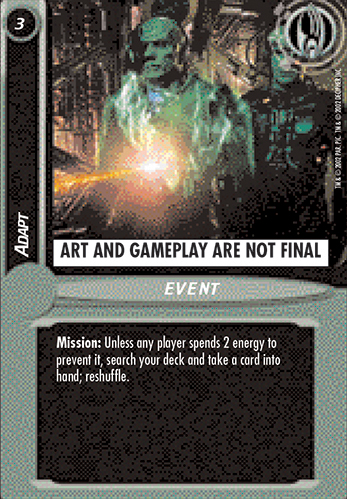 3
TM & © 2002 PAR. PIC. TM & © 2002 DECIPHER INC.
ADAPT
ART AND GAMEPLAY ARE NOT FINAL
EVENT
Mission: Unless any player spends 2 energy to
prevent it, search your deck and take a card into
hand; reshuffle.